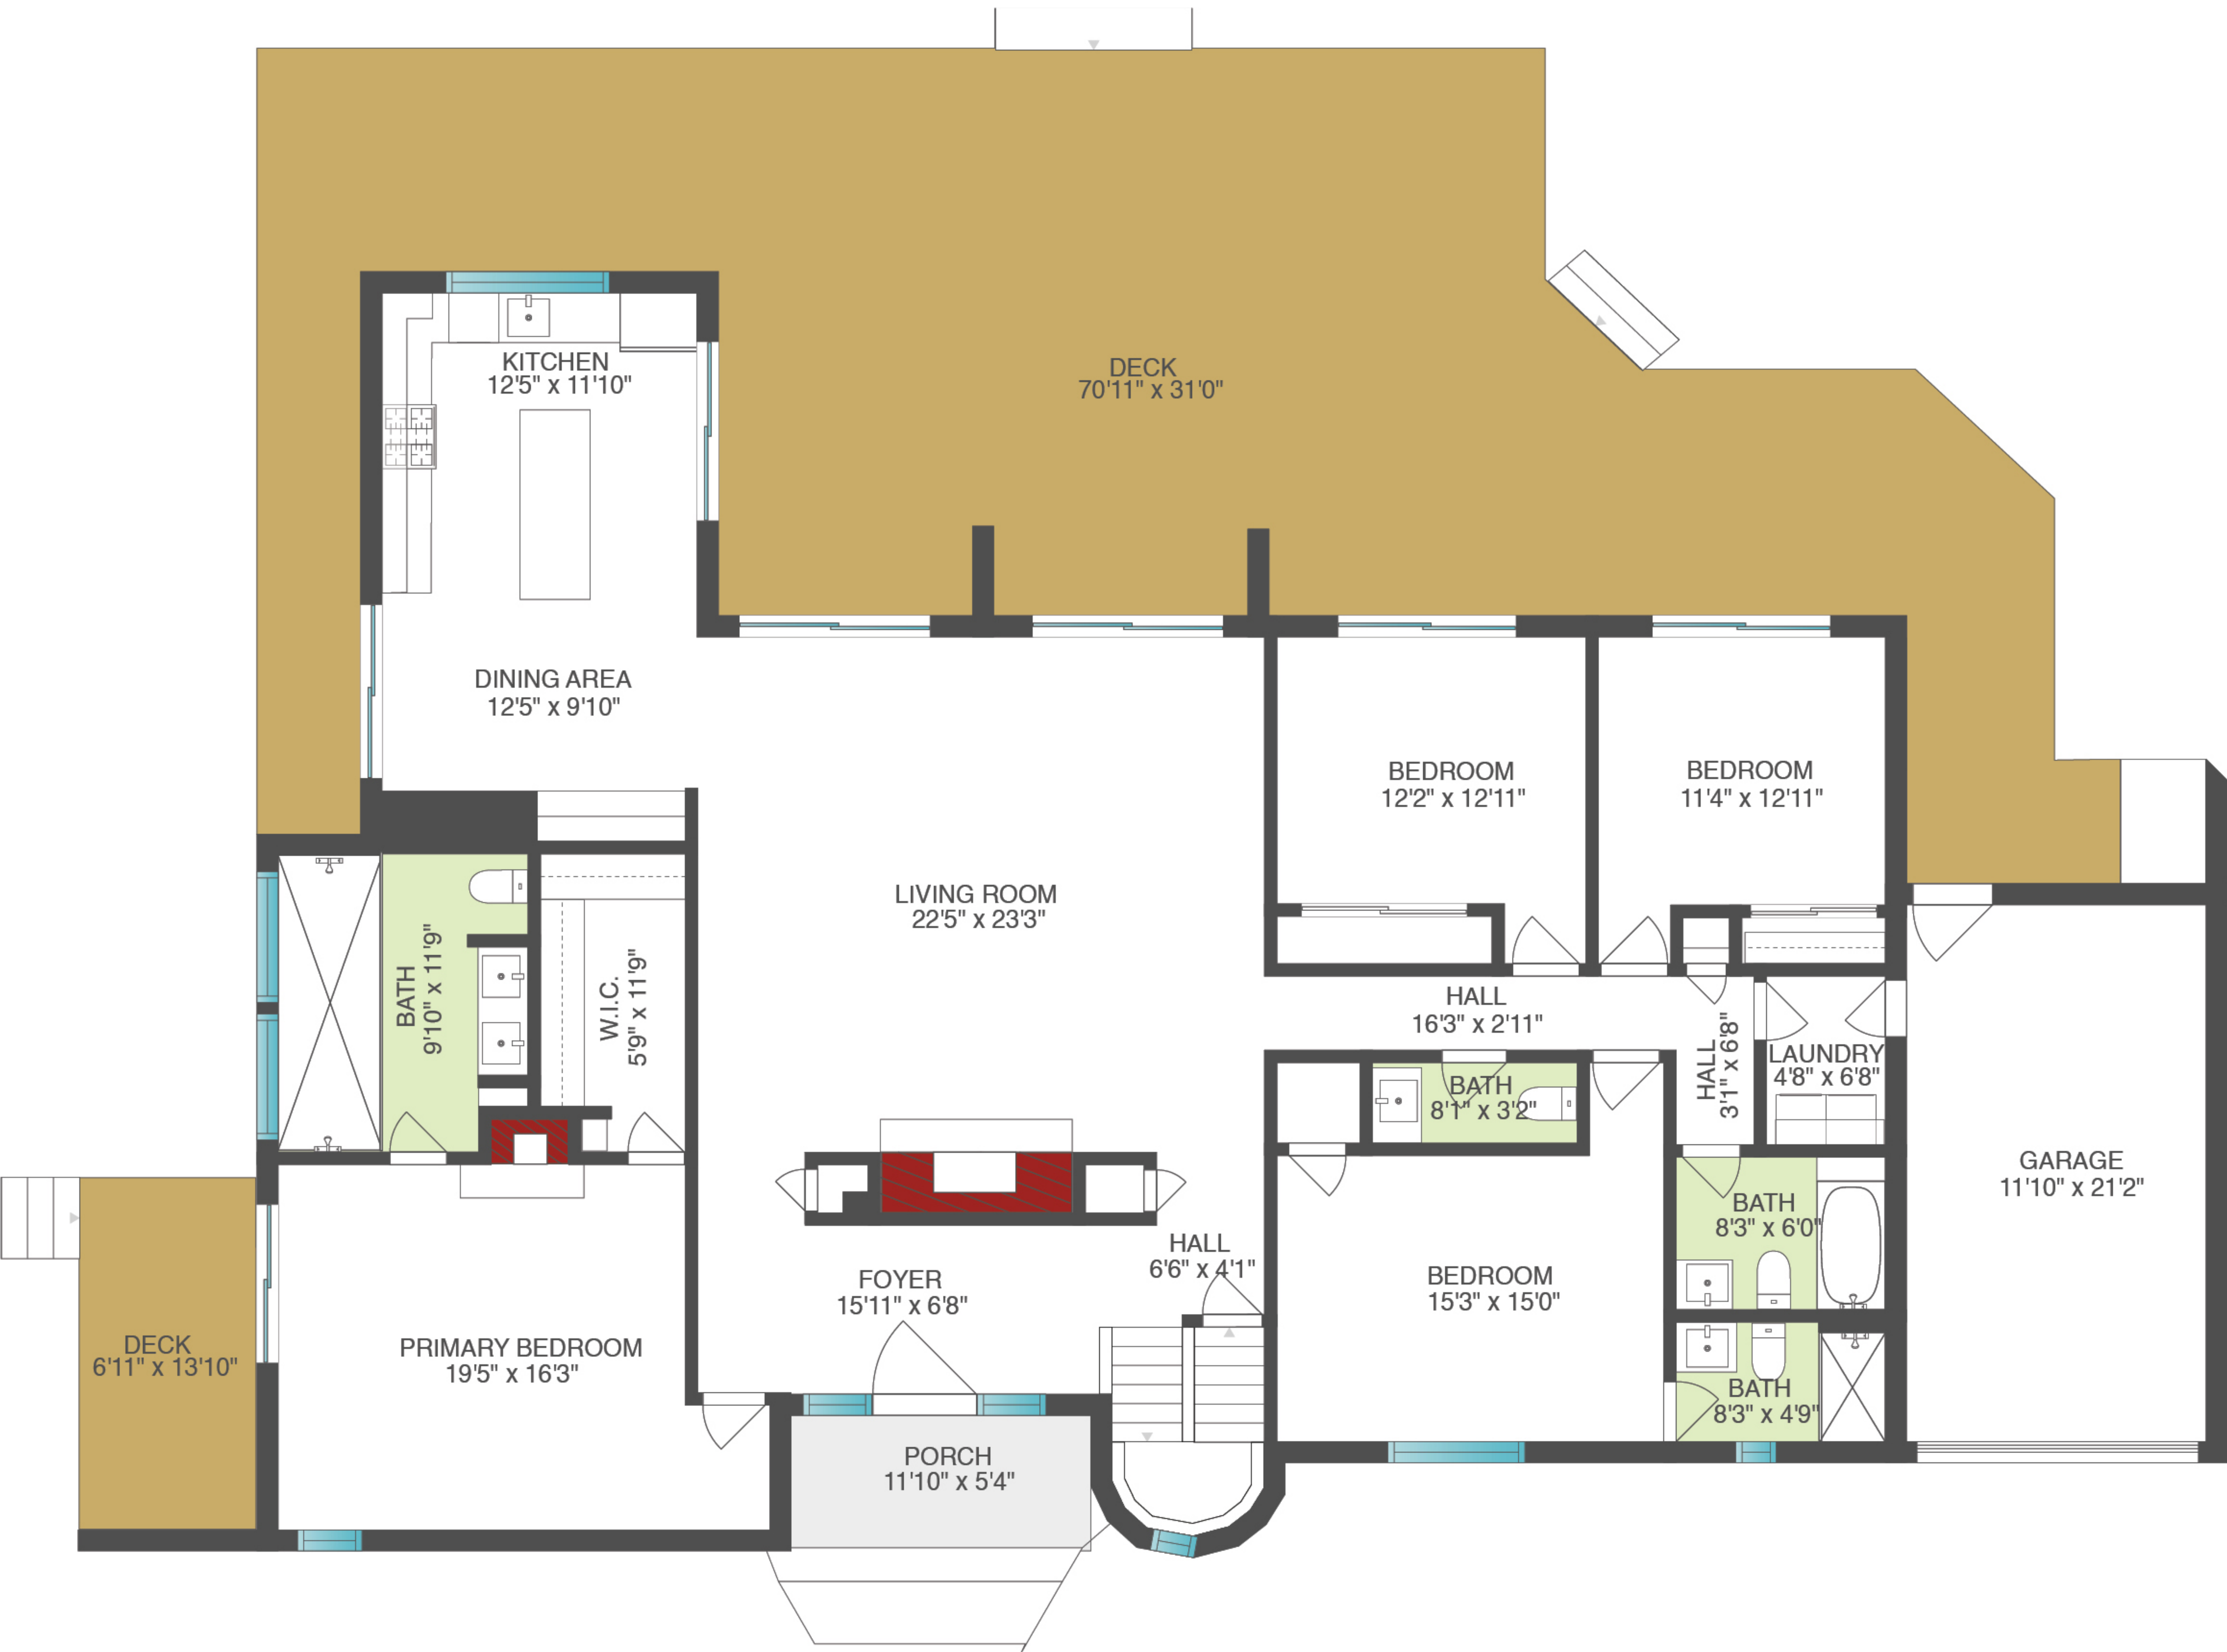 DECK
70'11" x 31'0"
KITCHEN
12'5" x 11'10"
DINING AREA
12'5" x 9'10"
BEDROOM
12'2" x 12'11"
BEDROOM
11'4" x 12'11"
LIVING ROOM
22'5" x 23'3"
BATH
9'10" x 11'9"
W.I.C.
5'9" x 11'9"
HALL
16'3" x 2'11"
HALL
3'1" x 6'8"
LAUNDRY
4'8" x 6'8"
BATH
8'1" x 3'2"
GARAGE
11'10" x 21'2"
BATH
8'3" x 6'0"
HALL
6'6" x 4'1"
FOYER
15'11" x 6'8"
BEDROOM
15'3" x 15'0"
DECK
6'11" x 13'10"
PRIMARY BEDROOM
19'5" x 16'3"
BATH
8'3" x 4'9"
PORCH
11'10" x 5'4"